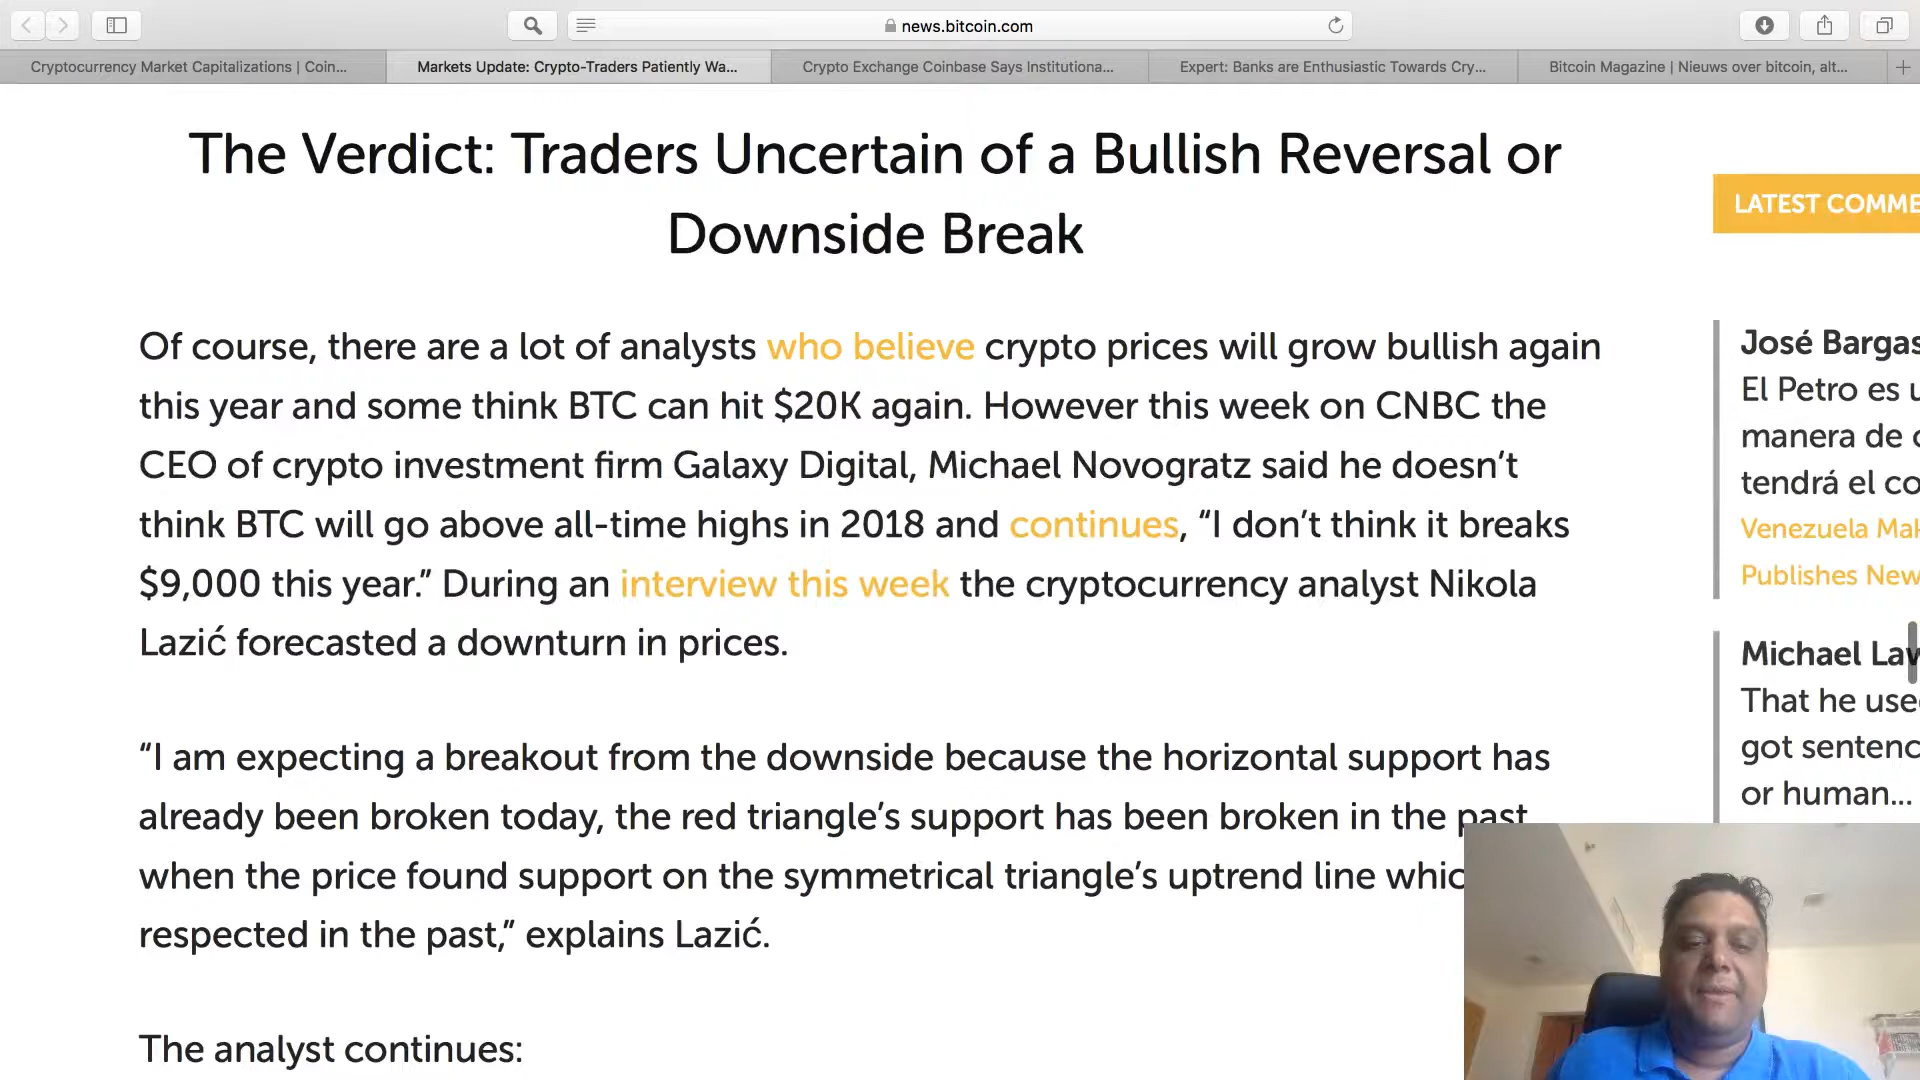 news.bitcoin.com
Cryptocurrency Market Capitalizations | Coin...
Markets Update: Crypto-Traders Patiently Wa...
Crypto Exchange Coinbase Says Institutiona...
Expert: Banks are Enthusiastic Towards Cry...
Bitcoin Magazine | Nieuws over bitcoin, alt...
The Verdict: Traders Uncertain of a Bullish Reversal or
Downside Break
Of course, there are a lot of analysts who believe crypto prices will grow bullish again
this year and some think BTC can hit $20K again. However this week on CNBC the
CEO of crypto investment firm Galaxy Digital, Michael Novogratz said he doesn’t
think BTC will go above all-time highs in 2018 and continues, “I don’t think it breaks
$9,000 this year.” During an interview this week the cryptocurrency analyst Nikola
Lazić forecasted a downturn in prices.
“I am expecting a breakout from the downside because the horizontal support has
already been broken today, the red triangle’s support has been broken in the past
when the price found support on the symmetrical triangle’s uptrend line
respected in the past,” explains Lazić.
The analyst continues:
LATEST
José
El Petro es
manera de
tendrá el
Venezuela
Publishes New
Michael
That he
got
or human...